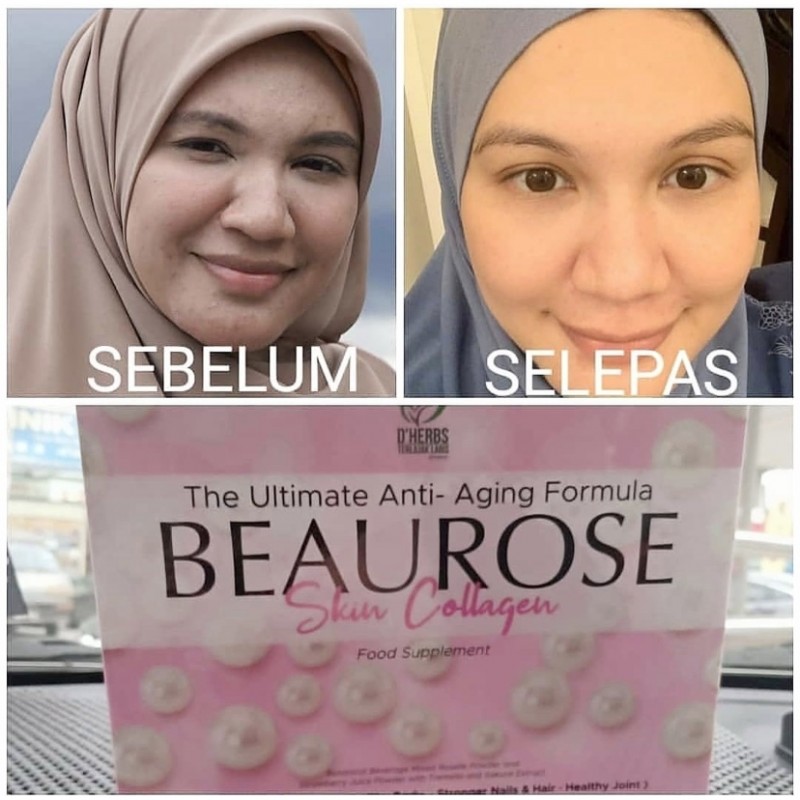 SEBELUM
SELEPAS
D'HERBS
The Ultimate Anti- Aging Formula
BEAUROSE
Skin Collagen
Food Supplement
Stronger Nails & Hair - Healthy Joint )